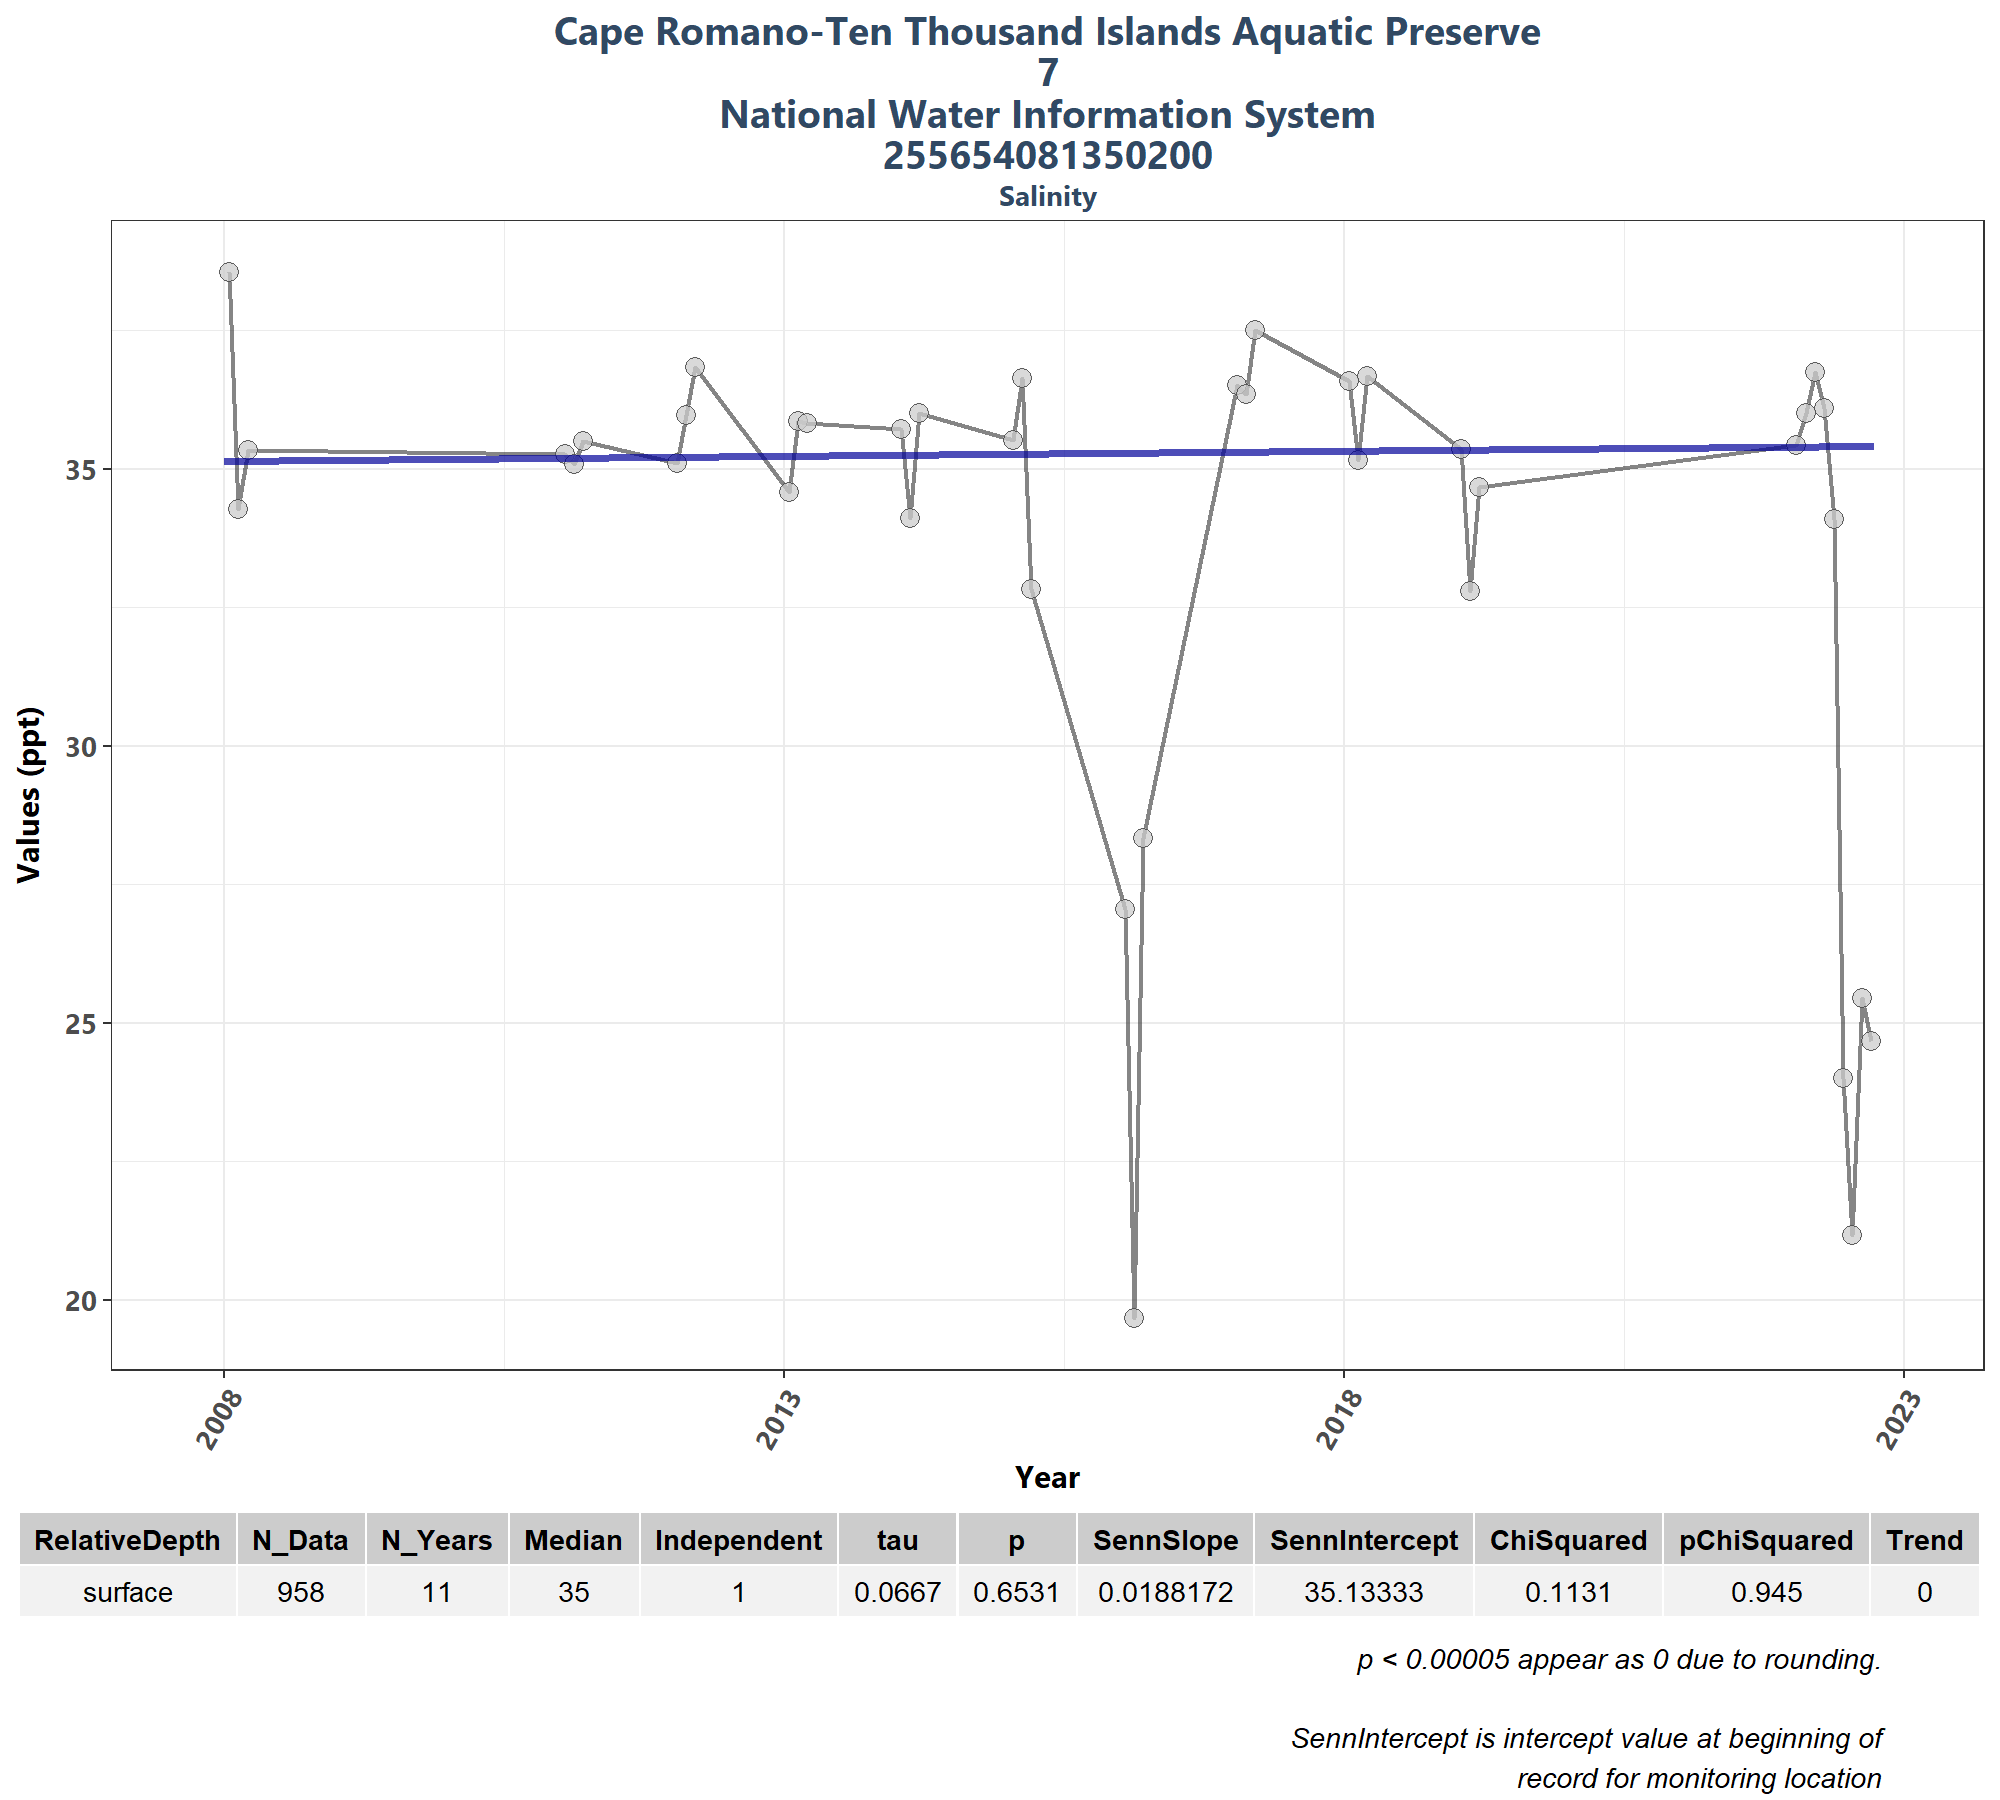 Cape Romano-Ten Thousand Islands Aquatic Preserve
7
National Water Information System
255654081350200
Salinity
Values (ppt)
35
30
25
20
2008
2013
2018
2023
Year
RelativeDepth N_Data N_Years Median Independent tau p SennSlope SennIntercept ChiSquared pChiSquared Trend
surface 958 11 35 1 0.0667 0.6531 0.0188172 35.13333 0.1131 0.945 0
p < 0.00005 appear as 0 due to rounding.
SennIntercept is intercept value at beginning of
record for monitoring location